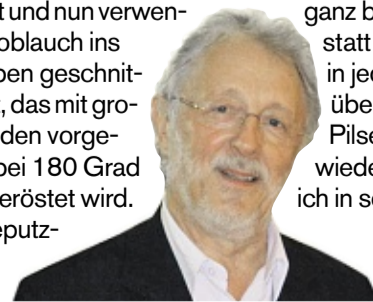 t und nun verwen-
oblauch ins
ben geschnit-
, das mit gro-
den vorge-
bei 180 Grad
eröstet wird.
eputz-
ganz b
statt
in jed
übe
Pilse
wiede
ich in se